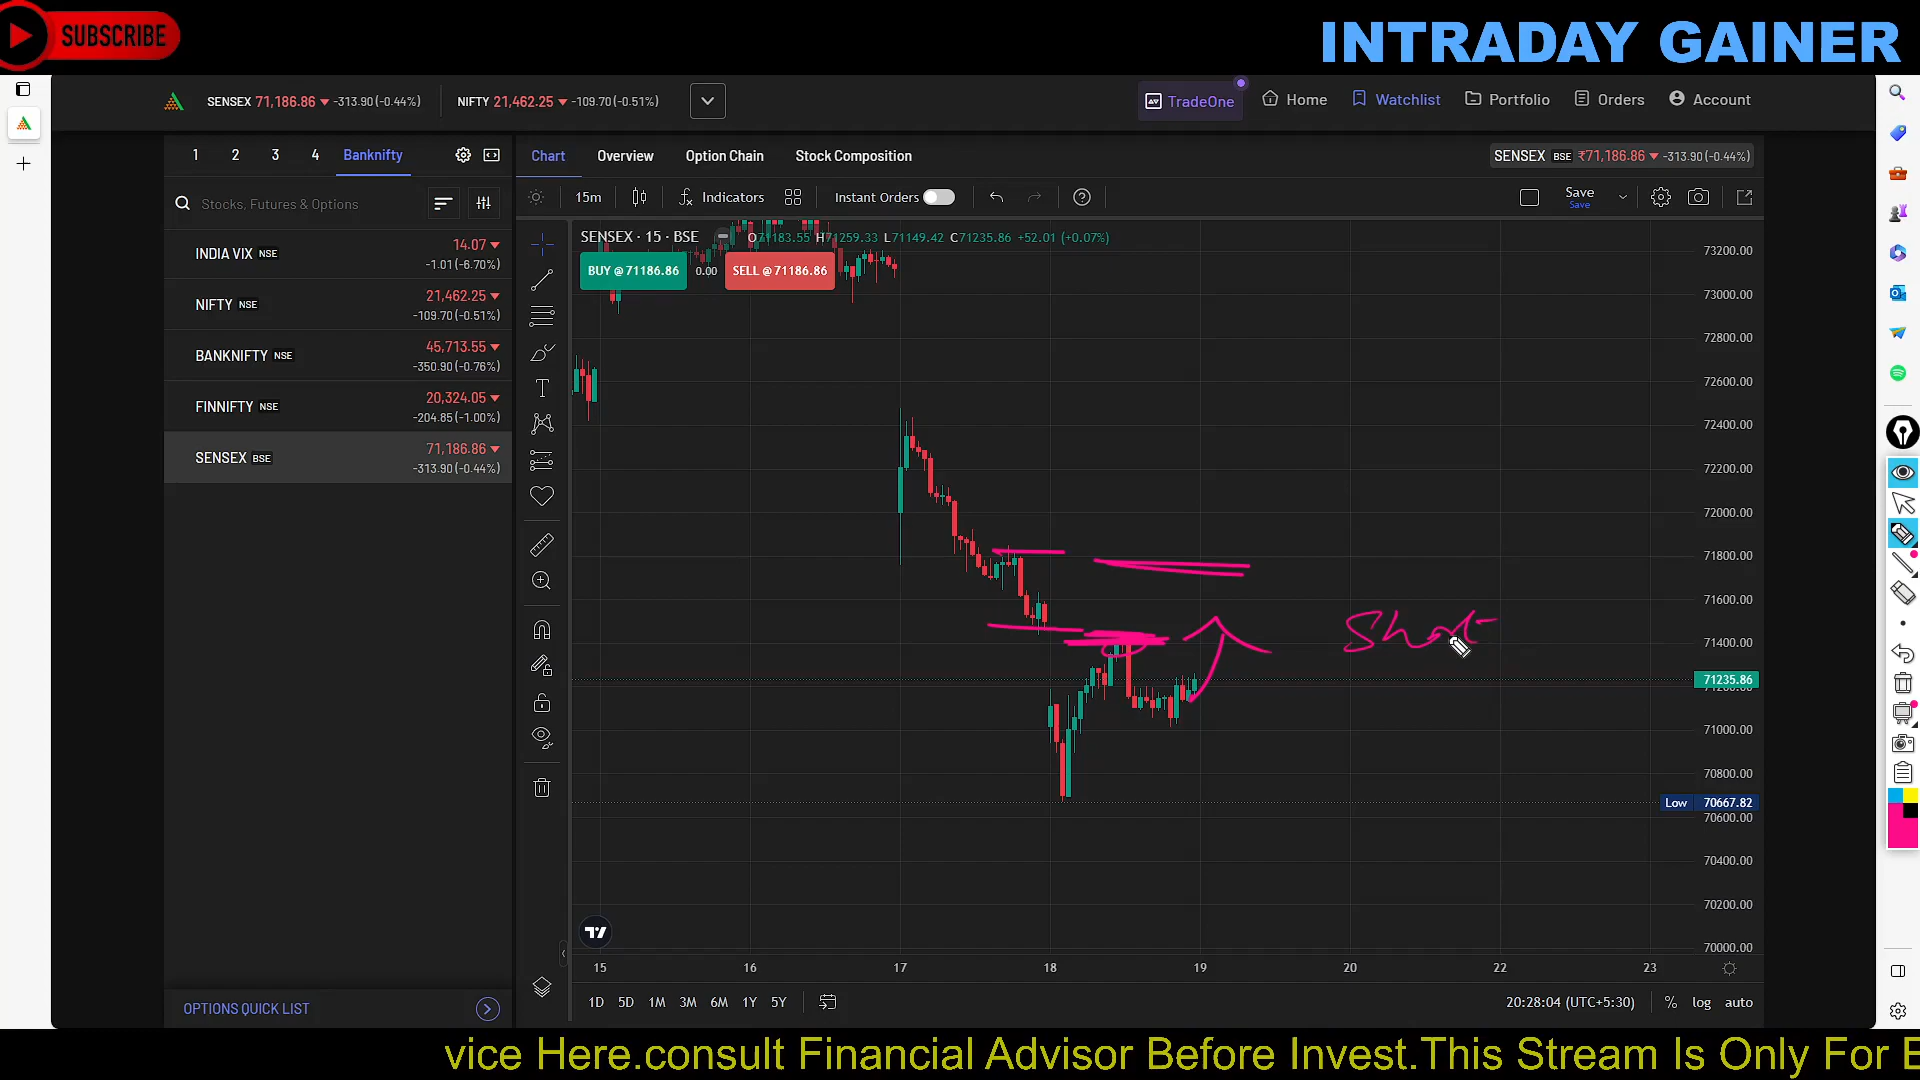 SUBSCRIBE
INTRADAY GAINER
SENSEX 71,186.86 -313.90 (-0.44%) NIFTY 21,462.25 -109.70 (-0.51%)
TradeOne Home Watchlist Portfolio Orders Account
1 2 3 4 Banknifty
Chart Overview Option Chain Stock Composition
SENSEX BSE ₹71,186.86 -313.90 (-0.44%)
Stocks, Futures & Options
15m Indicators Instant Orders Save
Save
SENSEX · 15 · BSE O71183.55 H71259.33 L71149.42 C71235.86 +52.01 (+0.07%)
BUY @ 71186.86 0.00 SELL @ 71186.86
INDIA VIX NSE 14.07
-1.01 (-6.70%)
NIFTY NSE 21,462.25
-109.70 (-0.51%)
BANKNIFTY NSE 45,713.55
-350.90 (-0.76%)
FINNIFTY NSE 20,324.05
-204.85 (-1.00%)
SENSEX BSE 71,186.86
-313.90 (-0.44%)
73200.00
73000.00
72800.00
72600.00
72400.00
72200.00
72000.00
71800.00
71600.00
Short
71400.00
71235.86
71000.00
70800.00
Low 70667.82
70600.00
70400.00
70200.00
70000.00
15 16 17 18 19 20 22 23
OPTIONS QUICK LIST
1D 5D 1M 3M 6M 1Y 5Y
20:28:04 (UTC+5:30) % log auto
vice Here.consult Financial Advisor Before Invest.This Stream Is Only For E